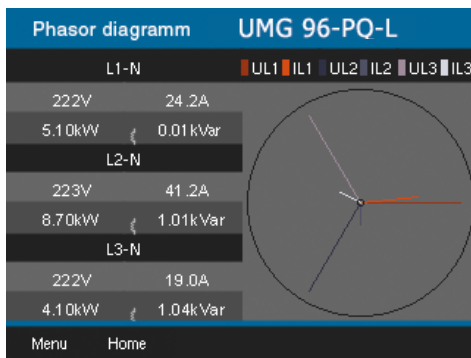 Phasor diagramm UMG 96-PQ-L
L1-N UL1 IL1 UL2 IL2 UL3 IL3
222V 24.2A
5.10kW 0.01kVar
L2-N
223V 41.2A
8.70kW 1.01kVar
L3-N
222V 19.0A
4.10kW 1.04kVar
Menu Home